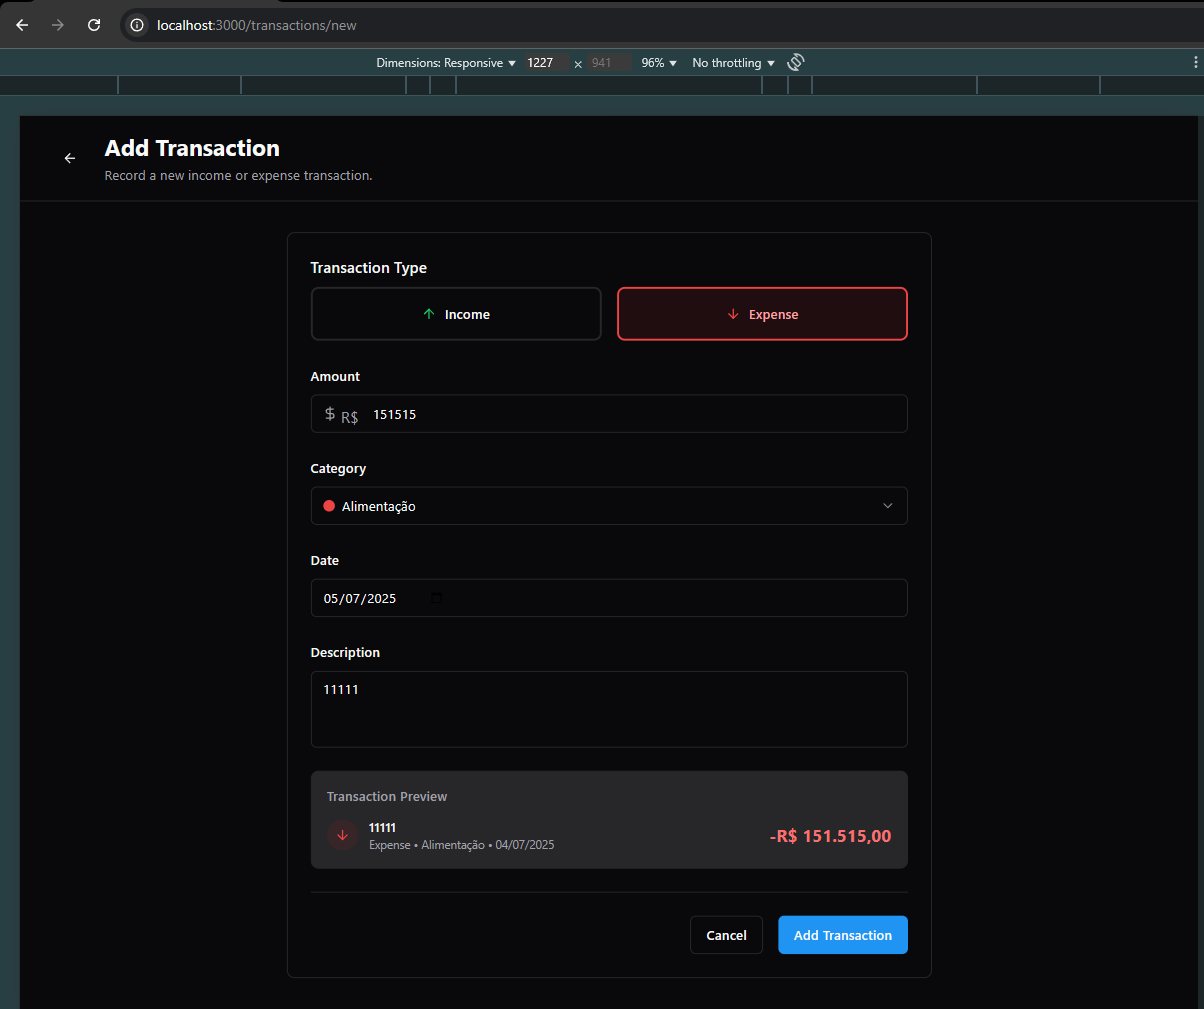 localhost:3000/transactions/new
Dimensions: Responsive 1227 × 941 96% No throttling
Add Transaction
Record a new income or expense transaction.
Transaction Type
Income Expense
Amount
$ R$ 151515
Category
Alimentação
Date
05/07/2025
Description
11111
Transaction Preview
11111
Expense • Alimentação • 04/07/2025
-R$ 151.515,00
Cancel Add Transaction